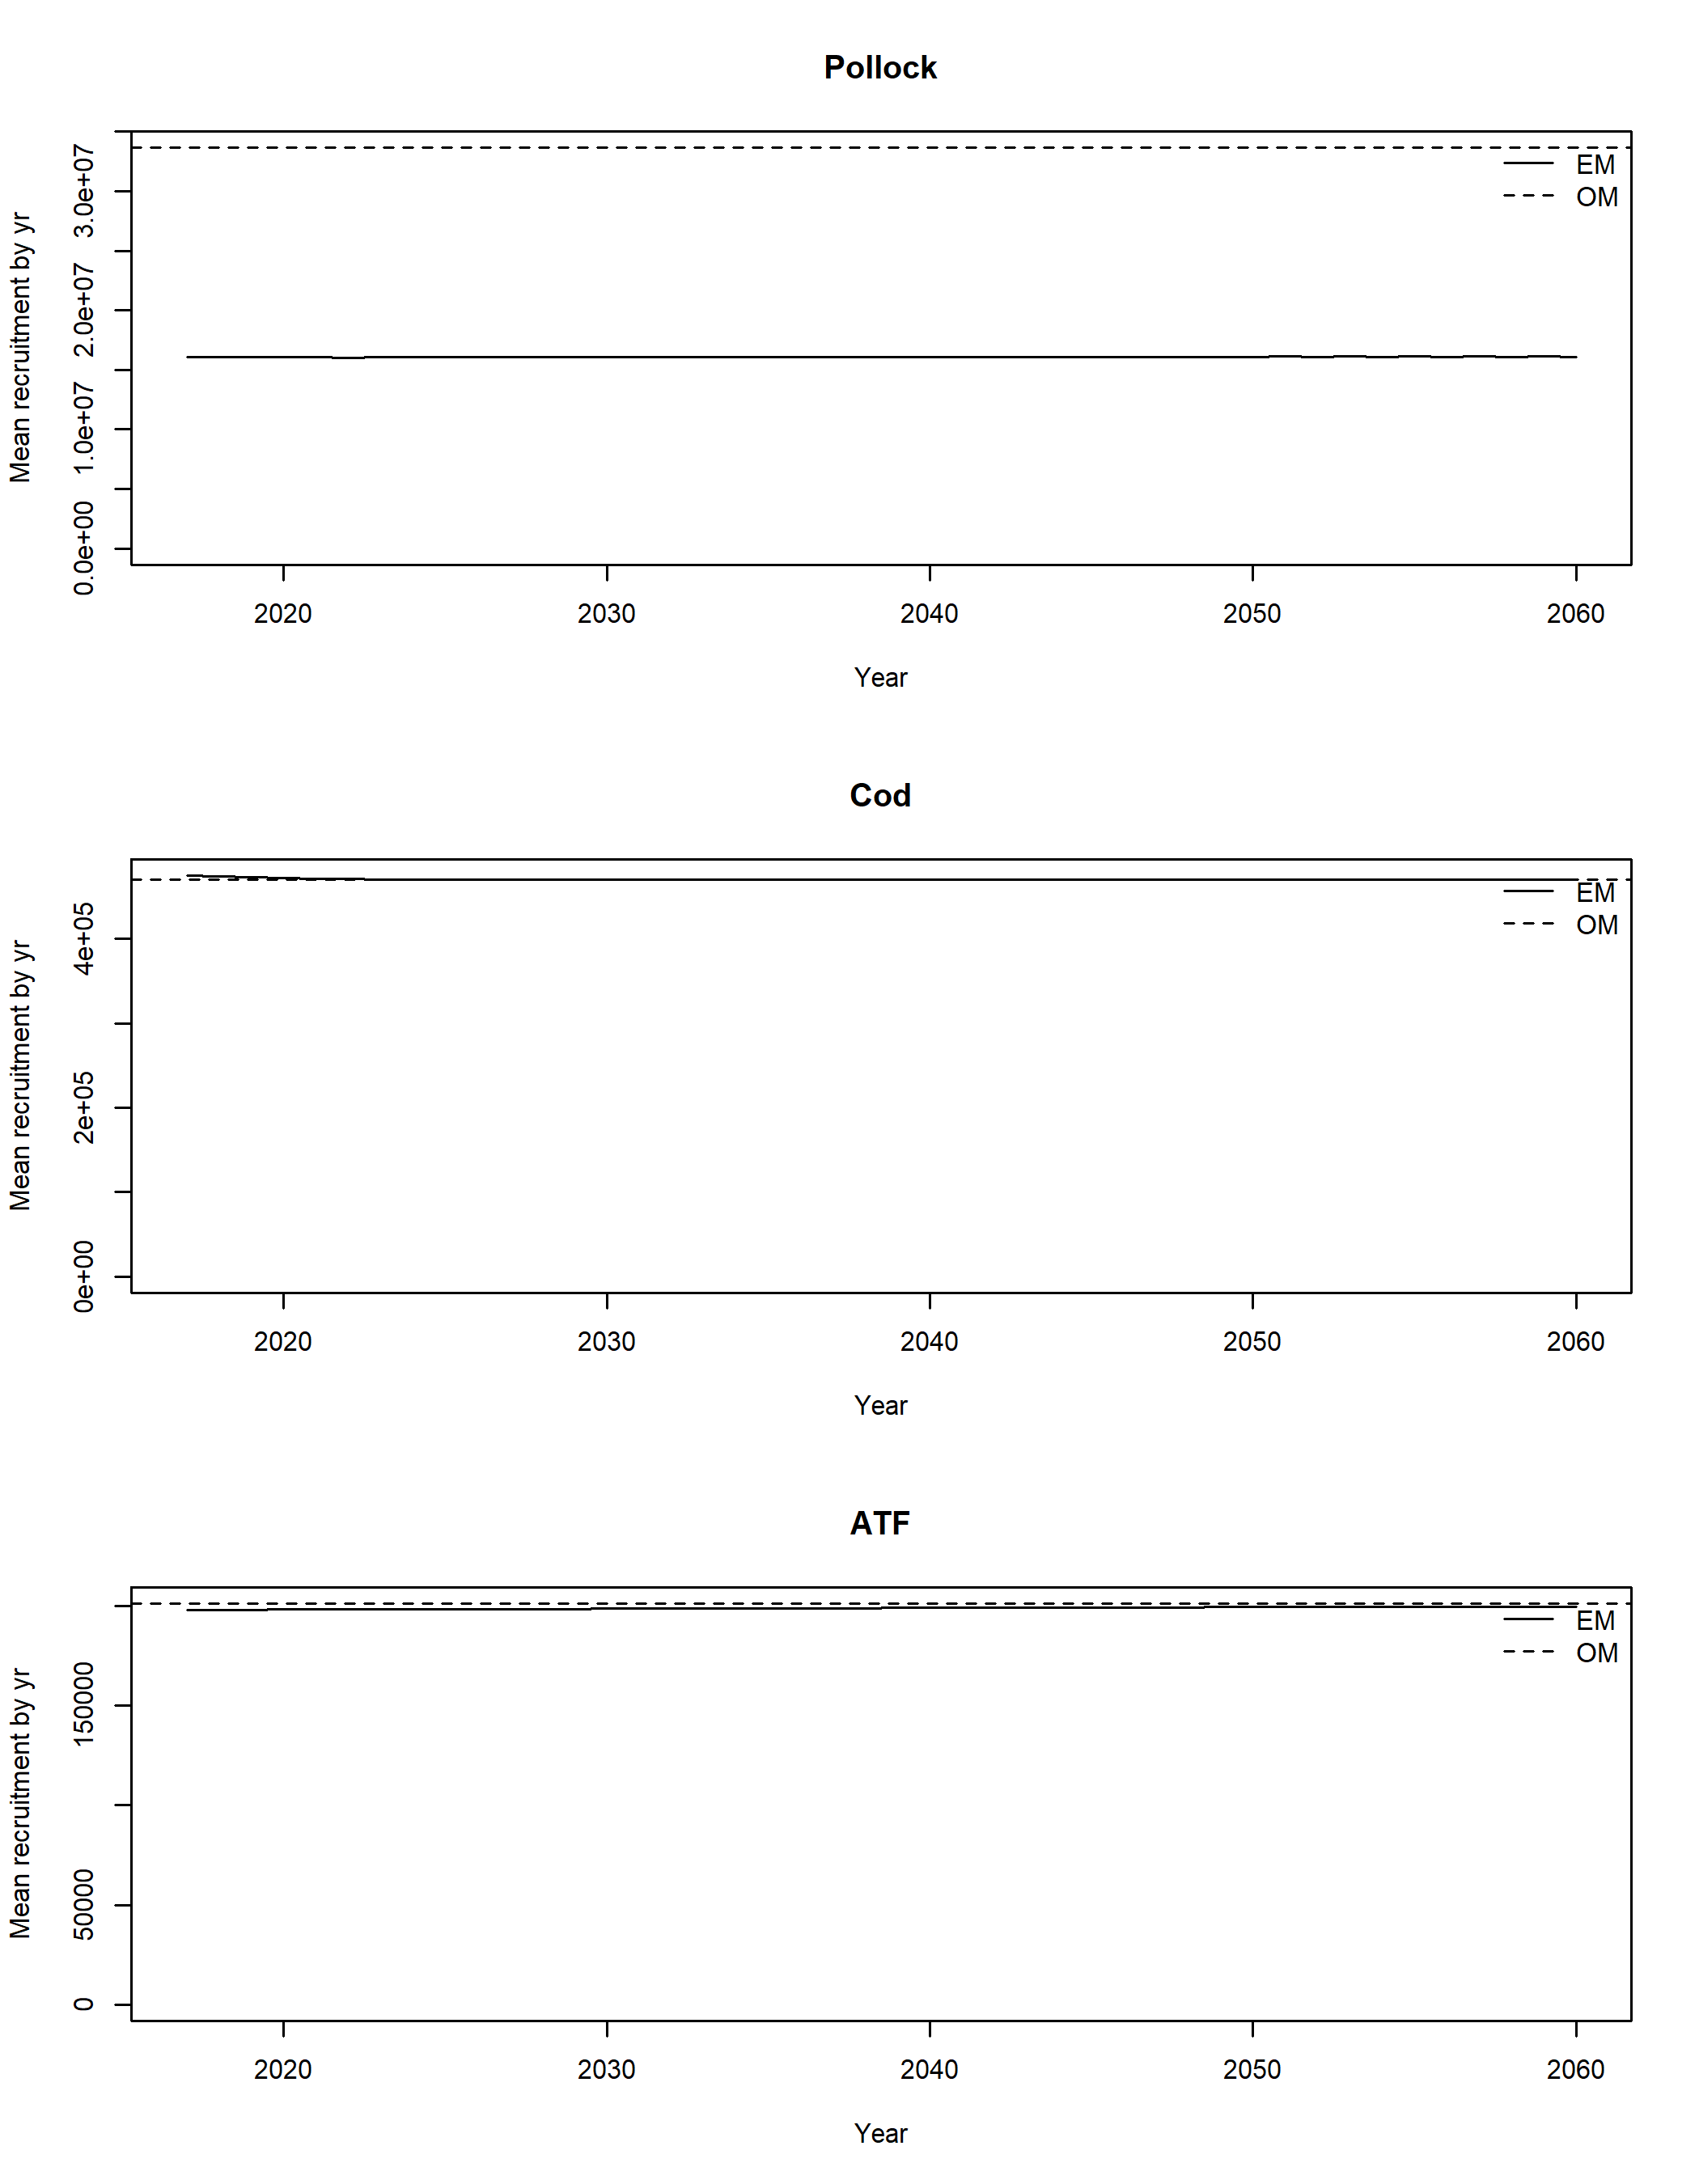 Pollock
Mean recruitment by yr
3.0e+07
2.0e+07
1.0e+07
0.0e+00
EM
OM
2020 2030 2040 2050 2060
Year
Cod
Mean recruitment by yr
4e+05
2e+05
0e+00
EM
OM
2020 2030 2040 2050 2060
Year
ATF
Mean recruitment by yr
150000
50000
0
EM
OM
2020 2030 2040 2050 2060
Year